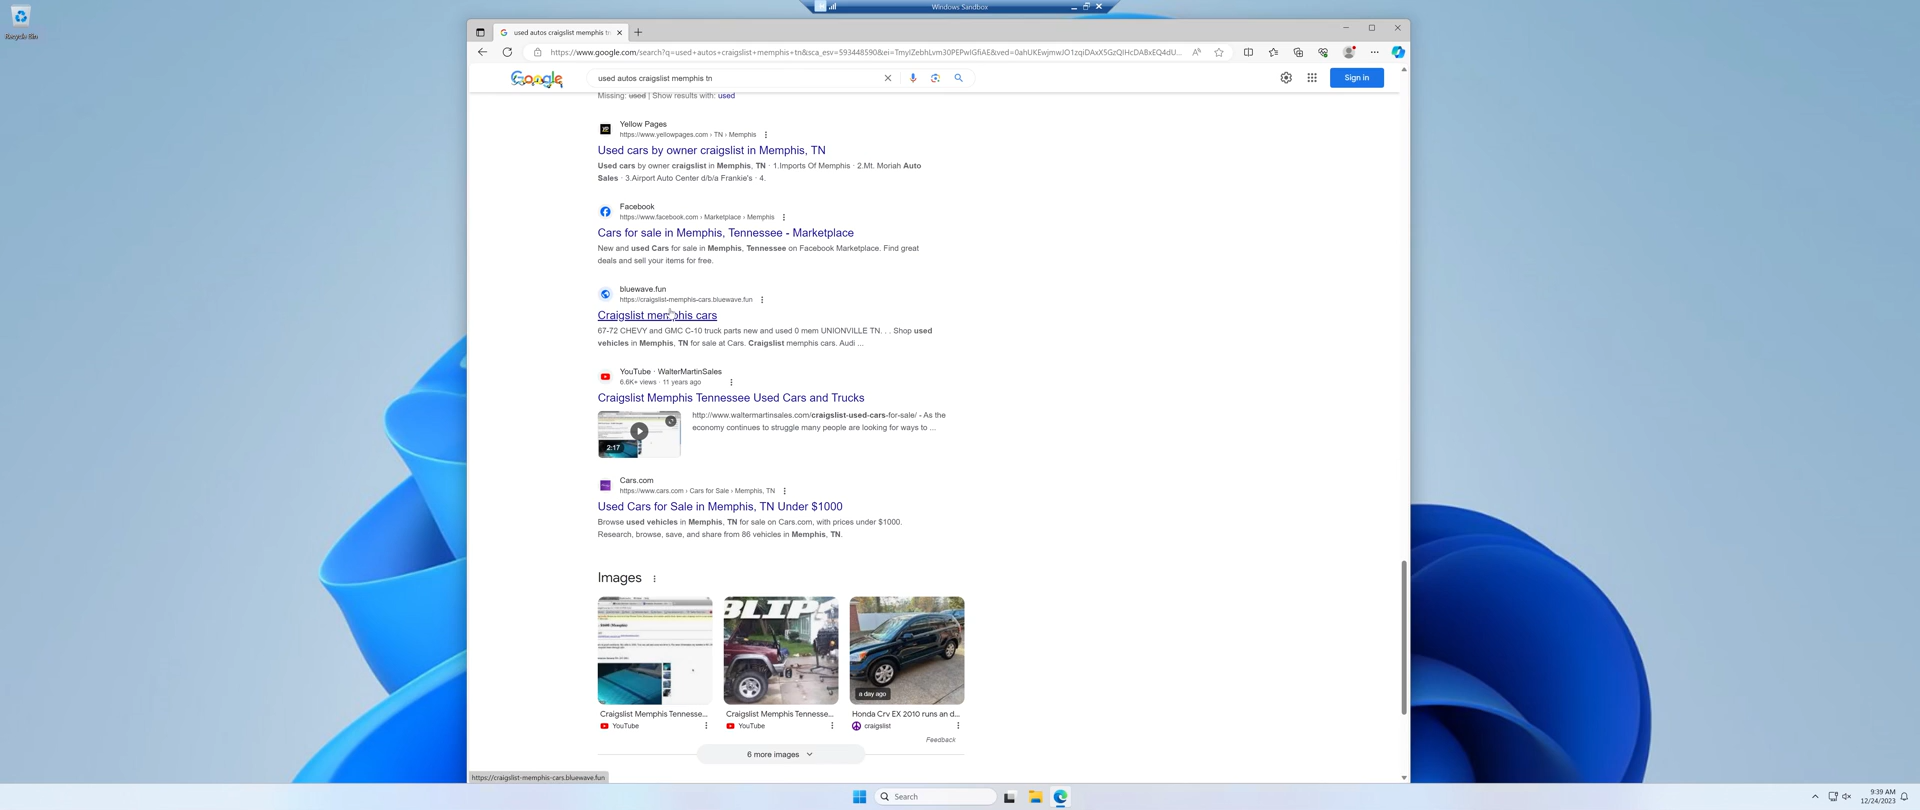 Windows Sandbox
Recycle Bin
used autos craigslist memphis tn
https://www.google.com/search?q=used+autos+craigslist+memphis+tn&sca_esv=593448590&ei=TmyIZebhLvm30PEPwIGfiAE&ved=0ahUKEwjmwJO1zqiDAxX5GzQIHcDABxEQ4dU...
Google
used autos craigslist memphis tn
Sign in
Missing: used | Show results with: used
Yellow Pages
https://www.yellowpages.com › TN › Memphis
Used cars by owner craigslist in Memphis, TN
Used cars by owner craigslist in Memphis, TN · 1.Imports Of Memphis · 2.Mt. Moriah Auto
Sales · 3.Airport Auto Center d/b/a Frankie's · 4.
Facebook
https://www.facebook.com › Marketplace › Memphis
Cars for sale in Memphis, Tennessee - Marketplace
New and used Cars for sale in Memphis, Tennessee on Facebook Marketplace. Find great
deals and sell your items for free.
bluewave.fun
https://craigslist-memphis-cars.bluewave.fun
Craigslist memphis cars
67-72 CHEVY and GMC C-10 truck parts new and used 0 mem UNIONVILLE TN. . . Shop used
vehicles in Memphis, TN for sale at Cars. Craigslist memphis cars. Audi ...
YouTube · WalterMartinSales
6.6K+ views · 11 years ago
Craigslist Memphis Tennessee Used Cars and Trucks
http://www.waltermartinsales.com/craigslist-used-cars-for-sale/ - As the
economy continues to struggle many people are looking for ways to ...
2:17
Cars.com
https://www.cars.com › Cars for Sale › Memphis, TN
Used Cars for Sale in Memphis, TN Under $1000
Browse used vehicles in Memphis, TN for sale on Cars.com, with prices under $1000.
Research, browse, save, and share from 86 vehicles in Memphis, TN.
Images
BLIP
a day ago
Craigslist Memphis Tennesse...
YouTube
Craigslist Memphis Tennesse...
YouTube
Honda Crv EX 2010 runs an d...
craigslist
Feedback
6 more images
https://craigslist-memphis-cars.bluewave.fun
Search
9:39 AM
12/24/2023